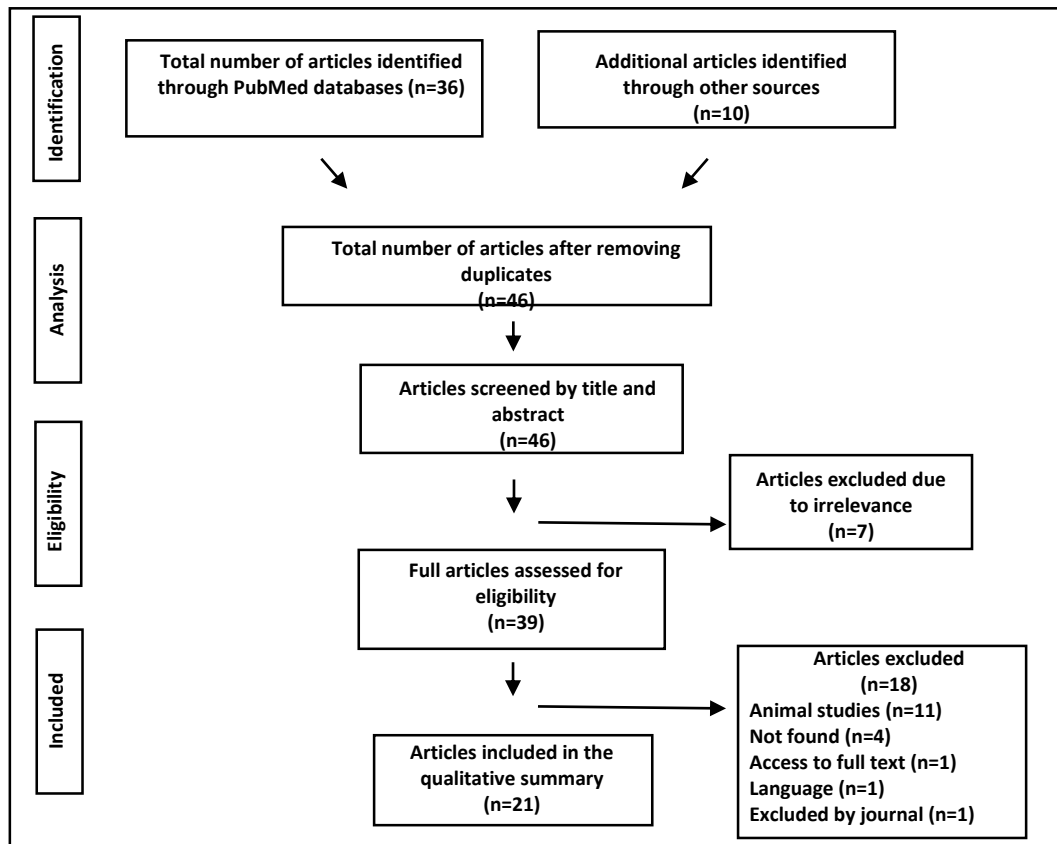 Identification
Total number of articles identified
through PubMed databases (n=36)
Additional articles identified
through other sources
(n=10)
Analysis
Total number of articles after removing
duplicates
(n=46)
Articles screened by title and
abstract
(n=46)
Eligibility
Articles excluded due
to irrelevance
(n=7)
Full articles assessed for
eligibility
(n=39)
Included
Articles excluded
(n=18)
Animal studies (n=11)
Not found (n=4)
Access to full text (n=1)
Language (n=1)
Excluded by journal (n=1)
Articles included in the
qualitative summary
(n=21)